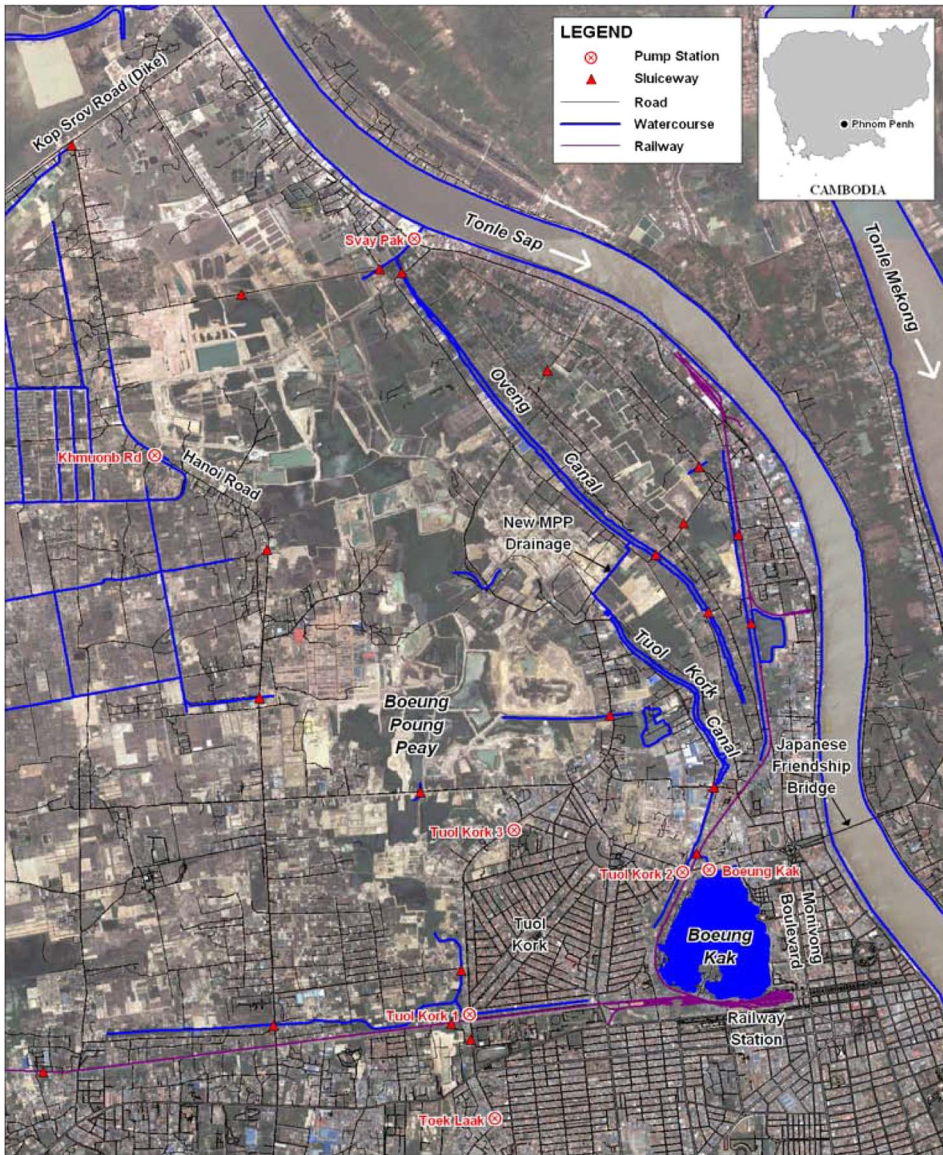 LEGEND
Pump Station
Sluiceway
Road
Watercourse
Railway
Phnom Penh
CAMBODIA
Kop Srov Road (Dike)
Tonle Sap
Tonle Mekong
Svay Pak
Oveng
Canal
Khmuonb Rd
Hanoi Road
New MPP
Drainage
Tuol Kork
Canal
Boeung
Poung
Peay
Japanese
Friendship
Bridge
Tuol Kork 3
Tuol Kork 2
Boeung Kak
Tuol
Kork
Boeung
Kak
Monivong
Boulevard
Tuol Kork 1
Railway
Station
Toek Laak